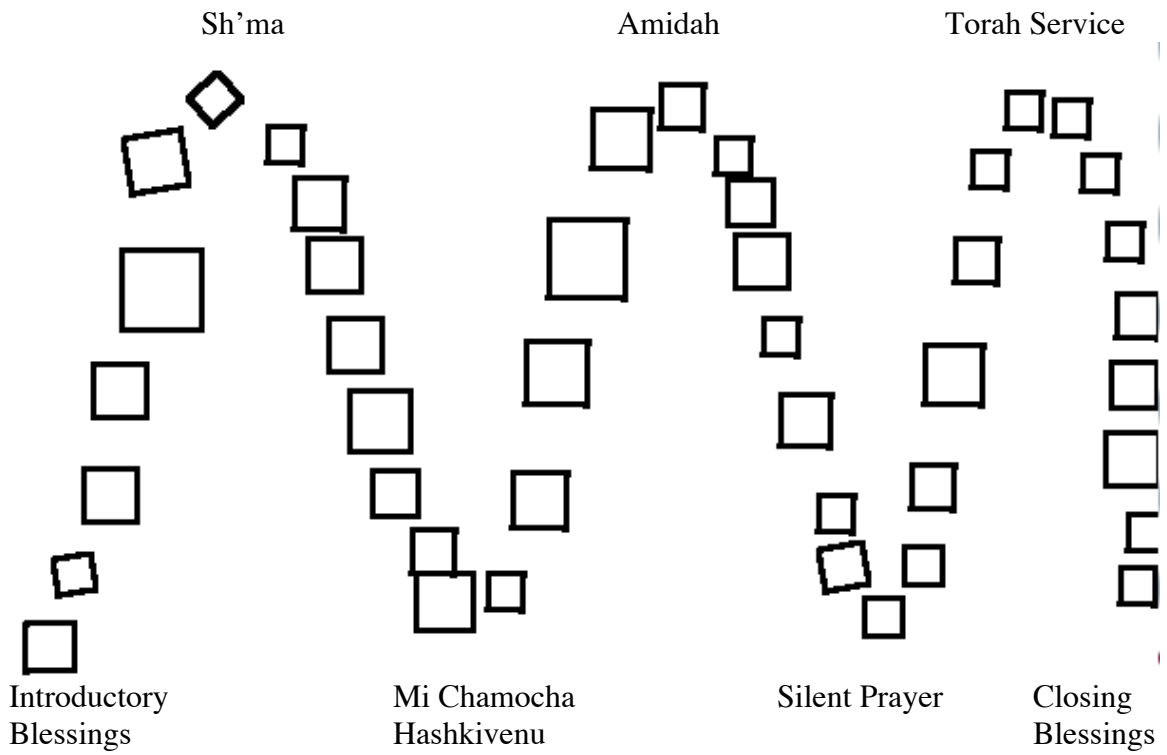 Sh’ma
Amidah
Torah Service
Introductory
Blessings
Mi Chamocha
Hashkivenu
Silent Prayer
Closing
Blessings